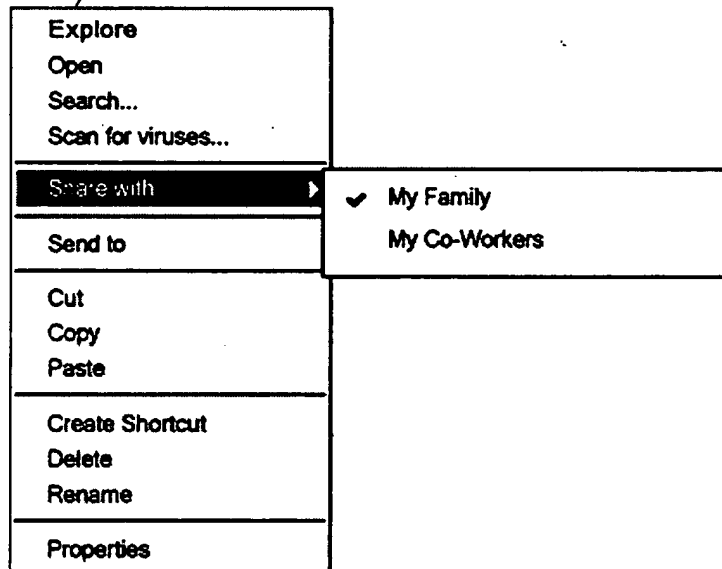 Explore
Open
Search...
Scan for viruses...
Share with
My Family
My Co-Workers
Send to
Cut
Copy
Paste
Create Shortcut
Delete
Rename
Properties